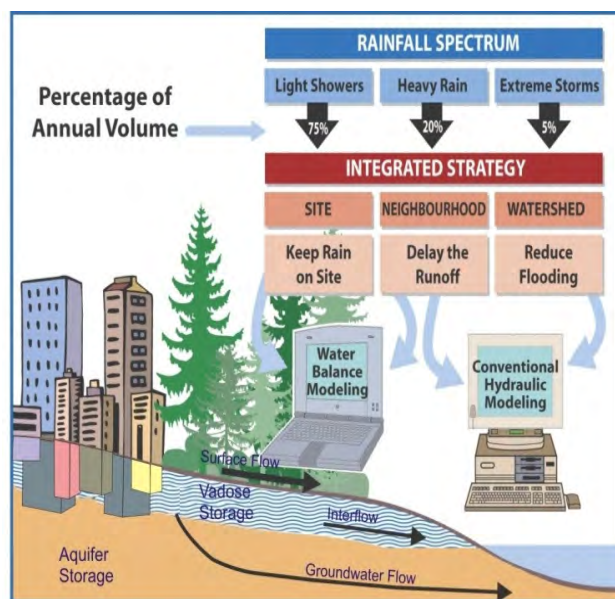 RAINFALL SPECTRUM
Light Showers
Heavy Rain
Extreme Storms
Percentage of
Annual Volume
75%
20%
5%
INTEGRATED STRATEGY
SITE
NEIGHBOURHOOD
WATERSHED
Keep Rain
on Site
Delay the
Runoff
Reduce
Flooding
Water
Balance
Modeling
Conventional
Hydraulic
Modeling
Surface Flow
Vadose
Storage
Interflow
Aquifer
Storage
Groundwater Flow